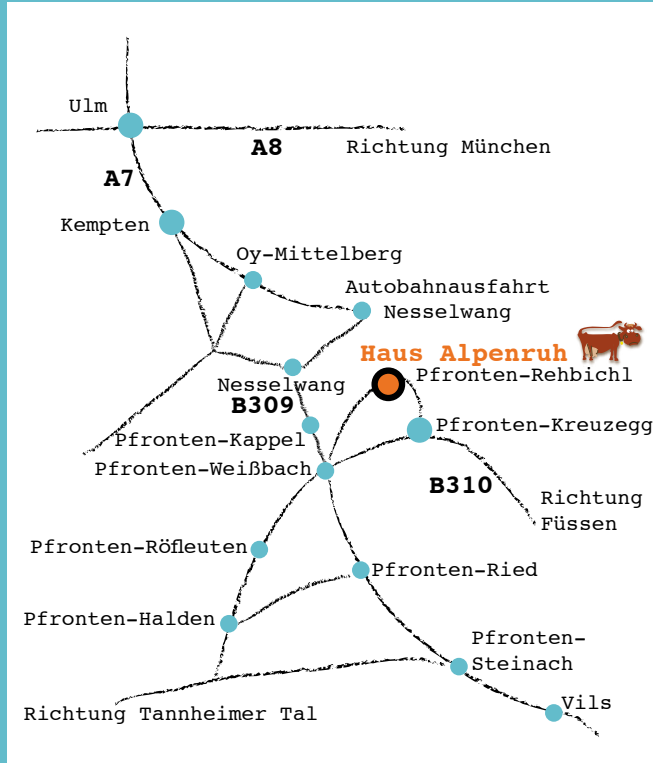 Ulm
A8
Richtung München
A7
Kempten
Oy-Mittelberg
Autobahnausfahrt
Nesselwang
Haus Alpenruh
Pfronten-Rehbichl
Nesselwang
B309
Pfronten-Kappel
Pfronten-Kreuzegg
Pfronten-Weißbach
B310
Richtung
Füssen
Pfronten-Röfleuten
Pfronten-Ried
Pfronten-Halden
Pfronten-
Steinach
Vils
Richtung Tannheimer Tal